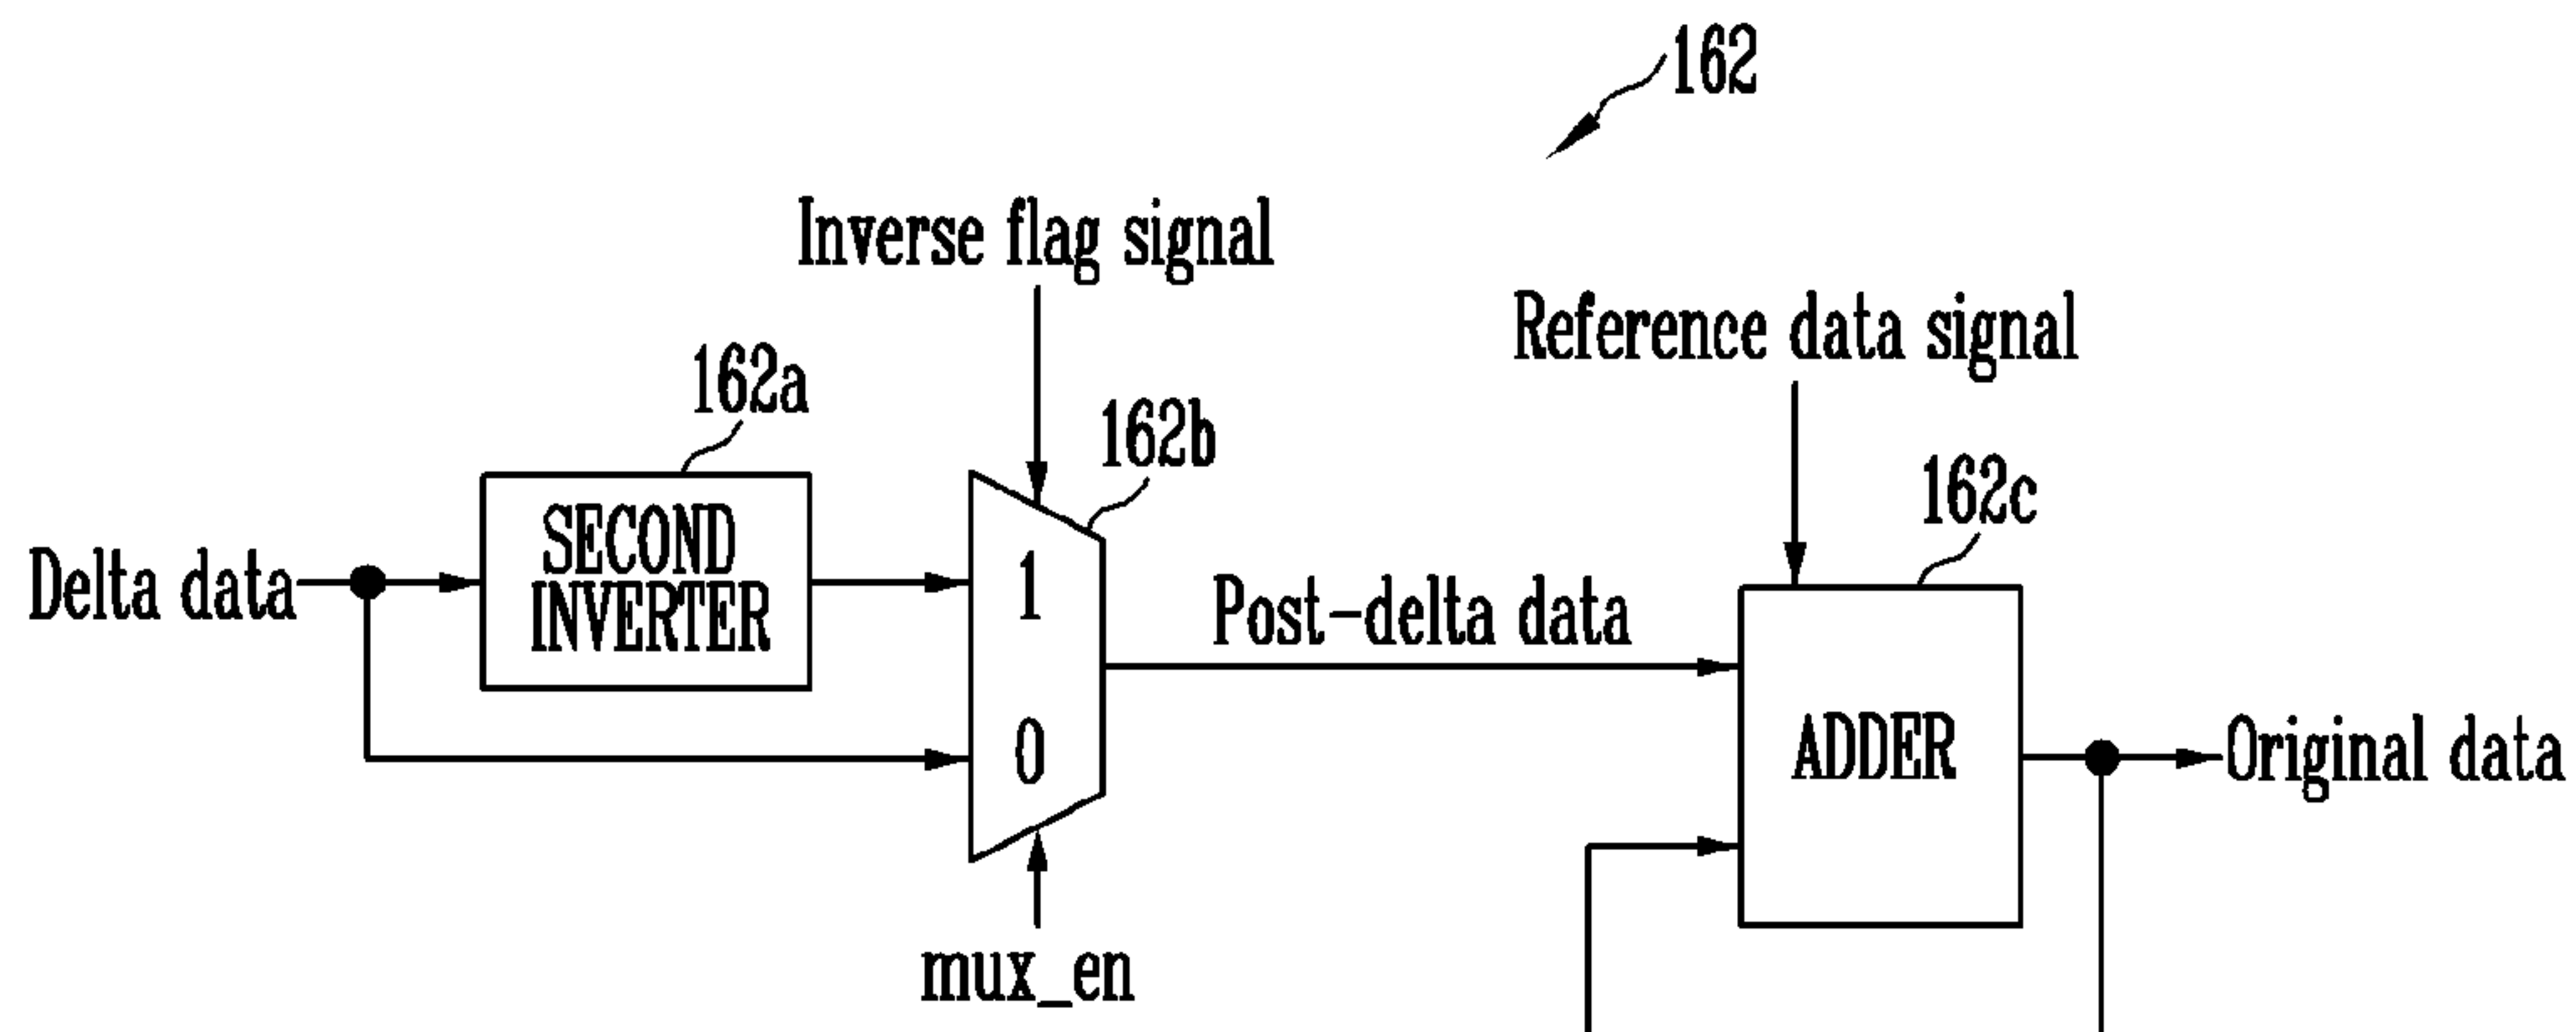 162
Inverse flag signal
Reference data signal
162a
162b
162c
SECOND
INVERTER
Delta data
1
0
Post-delta data
ADDER
Original data
mux_en